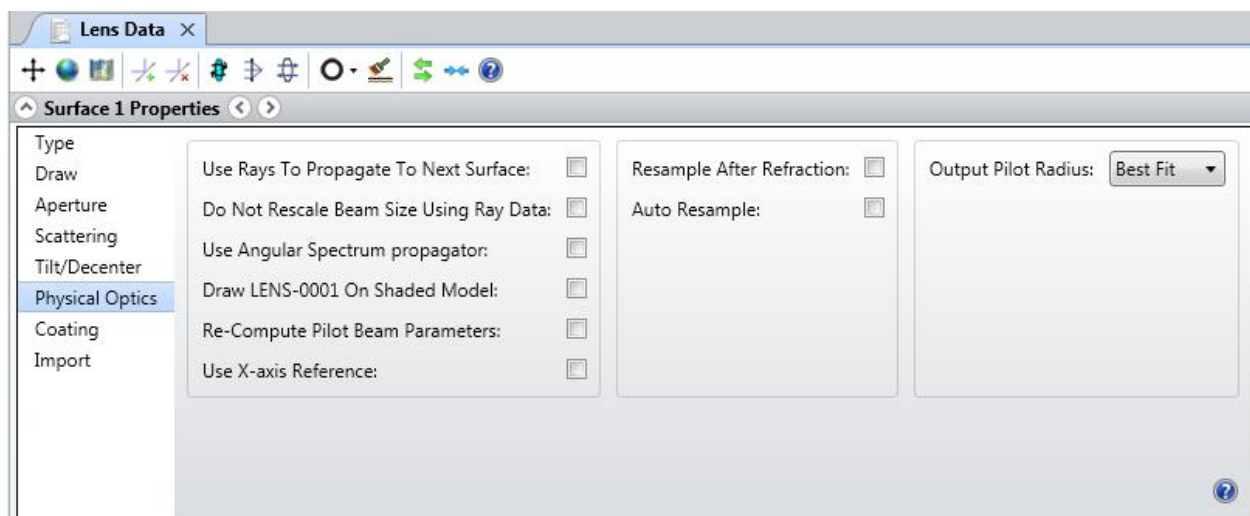 Lens Data
Surface 1 Properties
Type
Draw
Aperture
Scattering
Tilt/Decenter
Physical Optics
Coating
Import
Use Rays To Propagate To Next Surface:
Do Not Rescale Beam Size Using Ray Data:
Use Angular Spectrum propagator:
Draw LENS-0001 On Shaded Model:
Re-Compute Pilot Beam Parameters:
Use X-axis Reference:
Resample After Refraction:
Auto Resample:
Output Pilot Radius: Best Fit